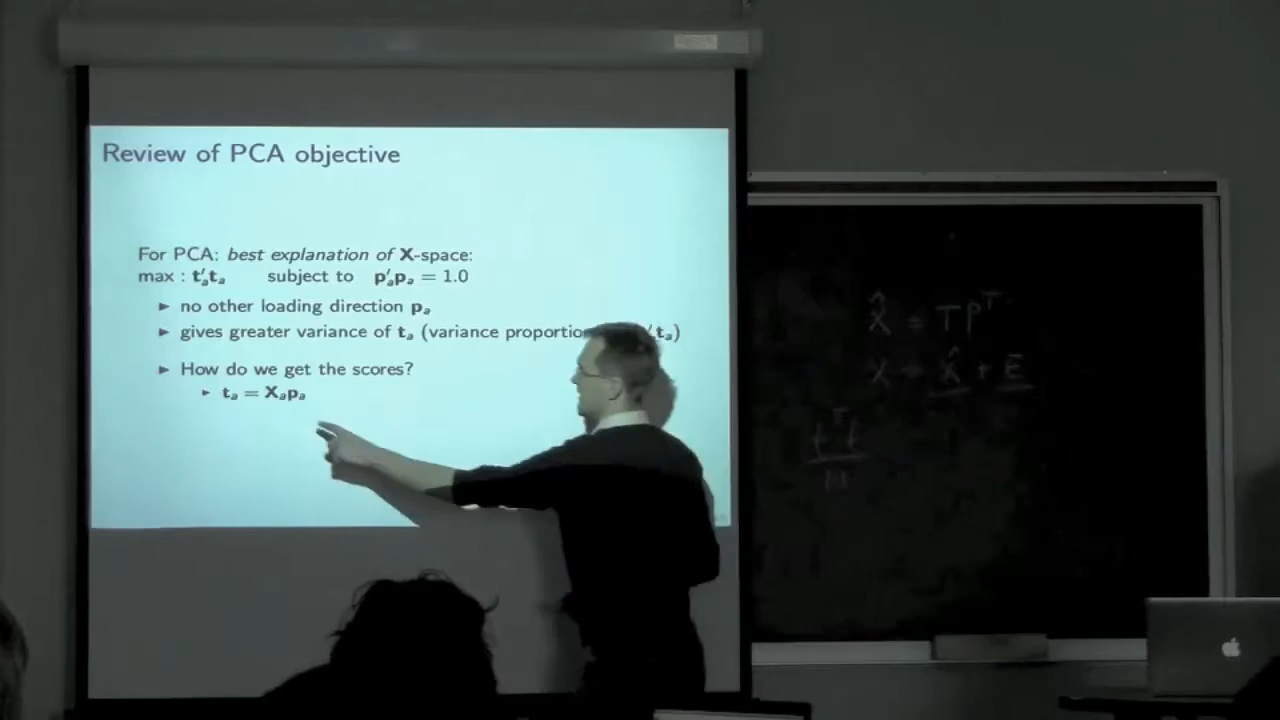 Review of PCA objective
For PCA: best explanation of X-space:
max : t′ₐtₐ subject to p′ₐpₐ = 1.0
► no other loading direction pₐ
► gives greater variance of tₐ (variance proportio ′tₐ)
► How do we get the scores?
► tₐ = Xₐpₐ
X̂ = TPᵀ
X = X̂ + E
tᵀt